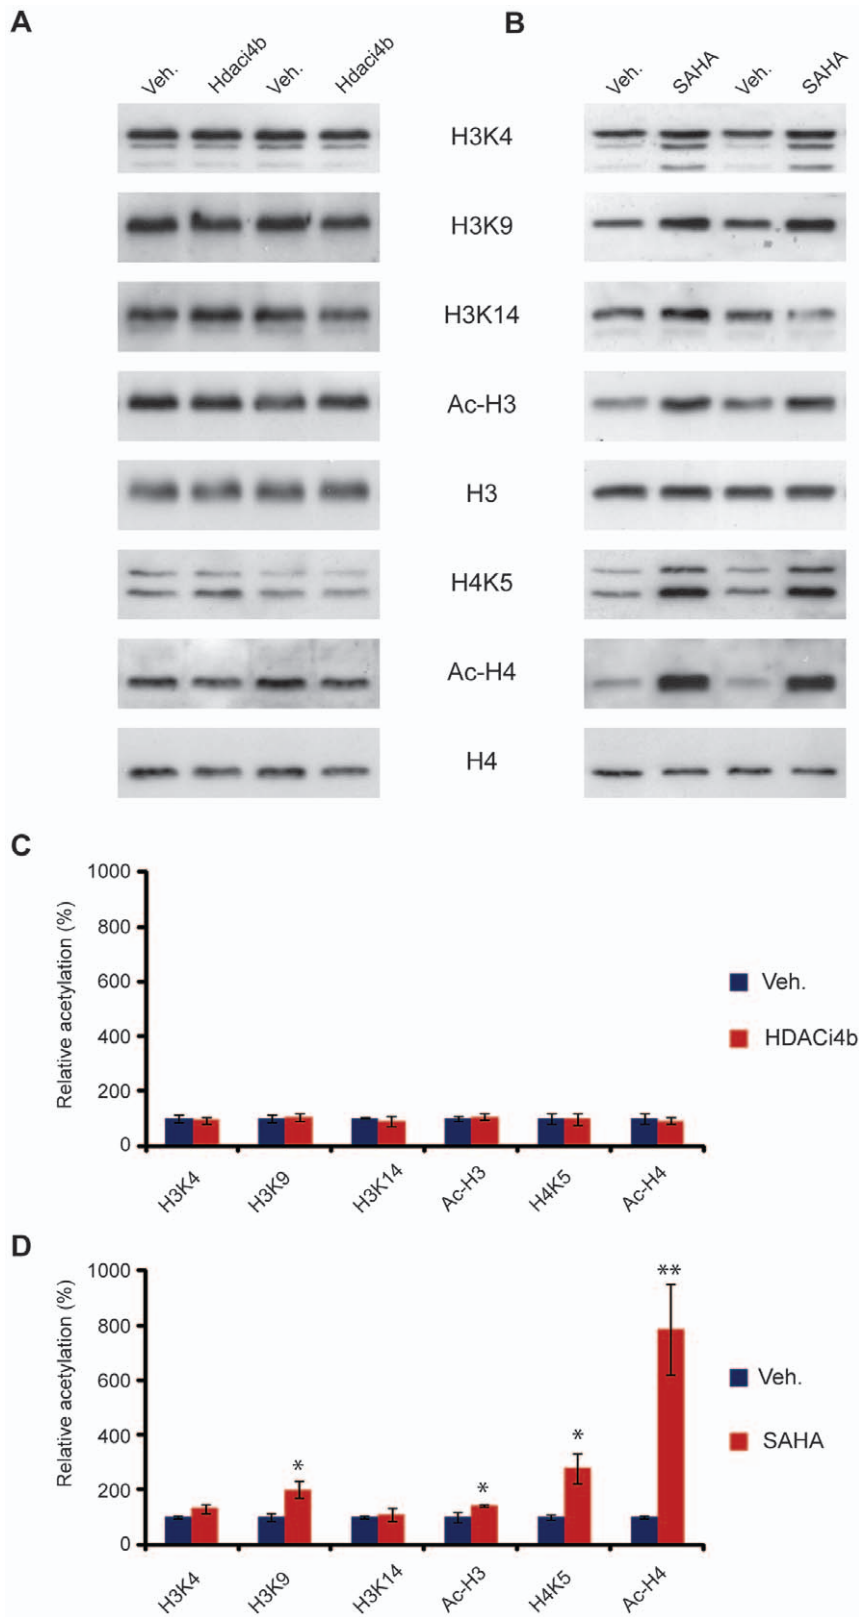 A
B
Veh. Hdaci4b Veh. Hdaci4b
Veh. SAHA Veh. SAHA
H3K4
H3K9
H3K14
Ac-H3
H3
H4K5
Ac-H4
H4
C
Relative acetylation (%)
1000
800
600
400
200
0
H3K4 H3K9 H3K14 Ac-H3 H4K5 Ac-H4
Veh.
HDACi4b
D
Relative acetylation (%)
1000
800
600
400
200
0
* * * **
H3K4 H3K9 H3K14 Ac-H3 H4K5 Ac-H4
Veh.
SAHA